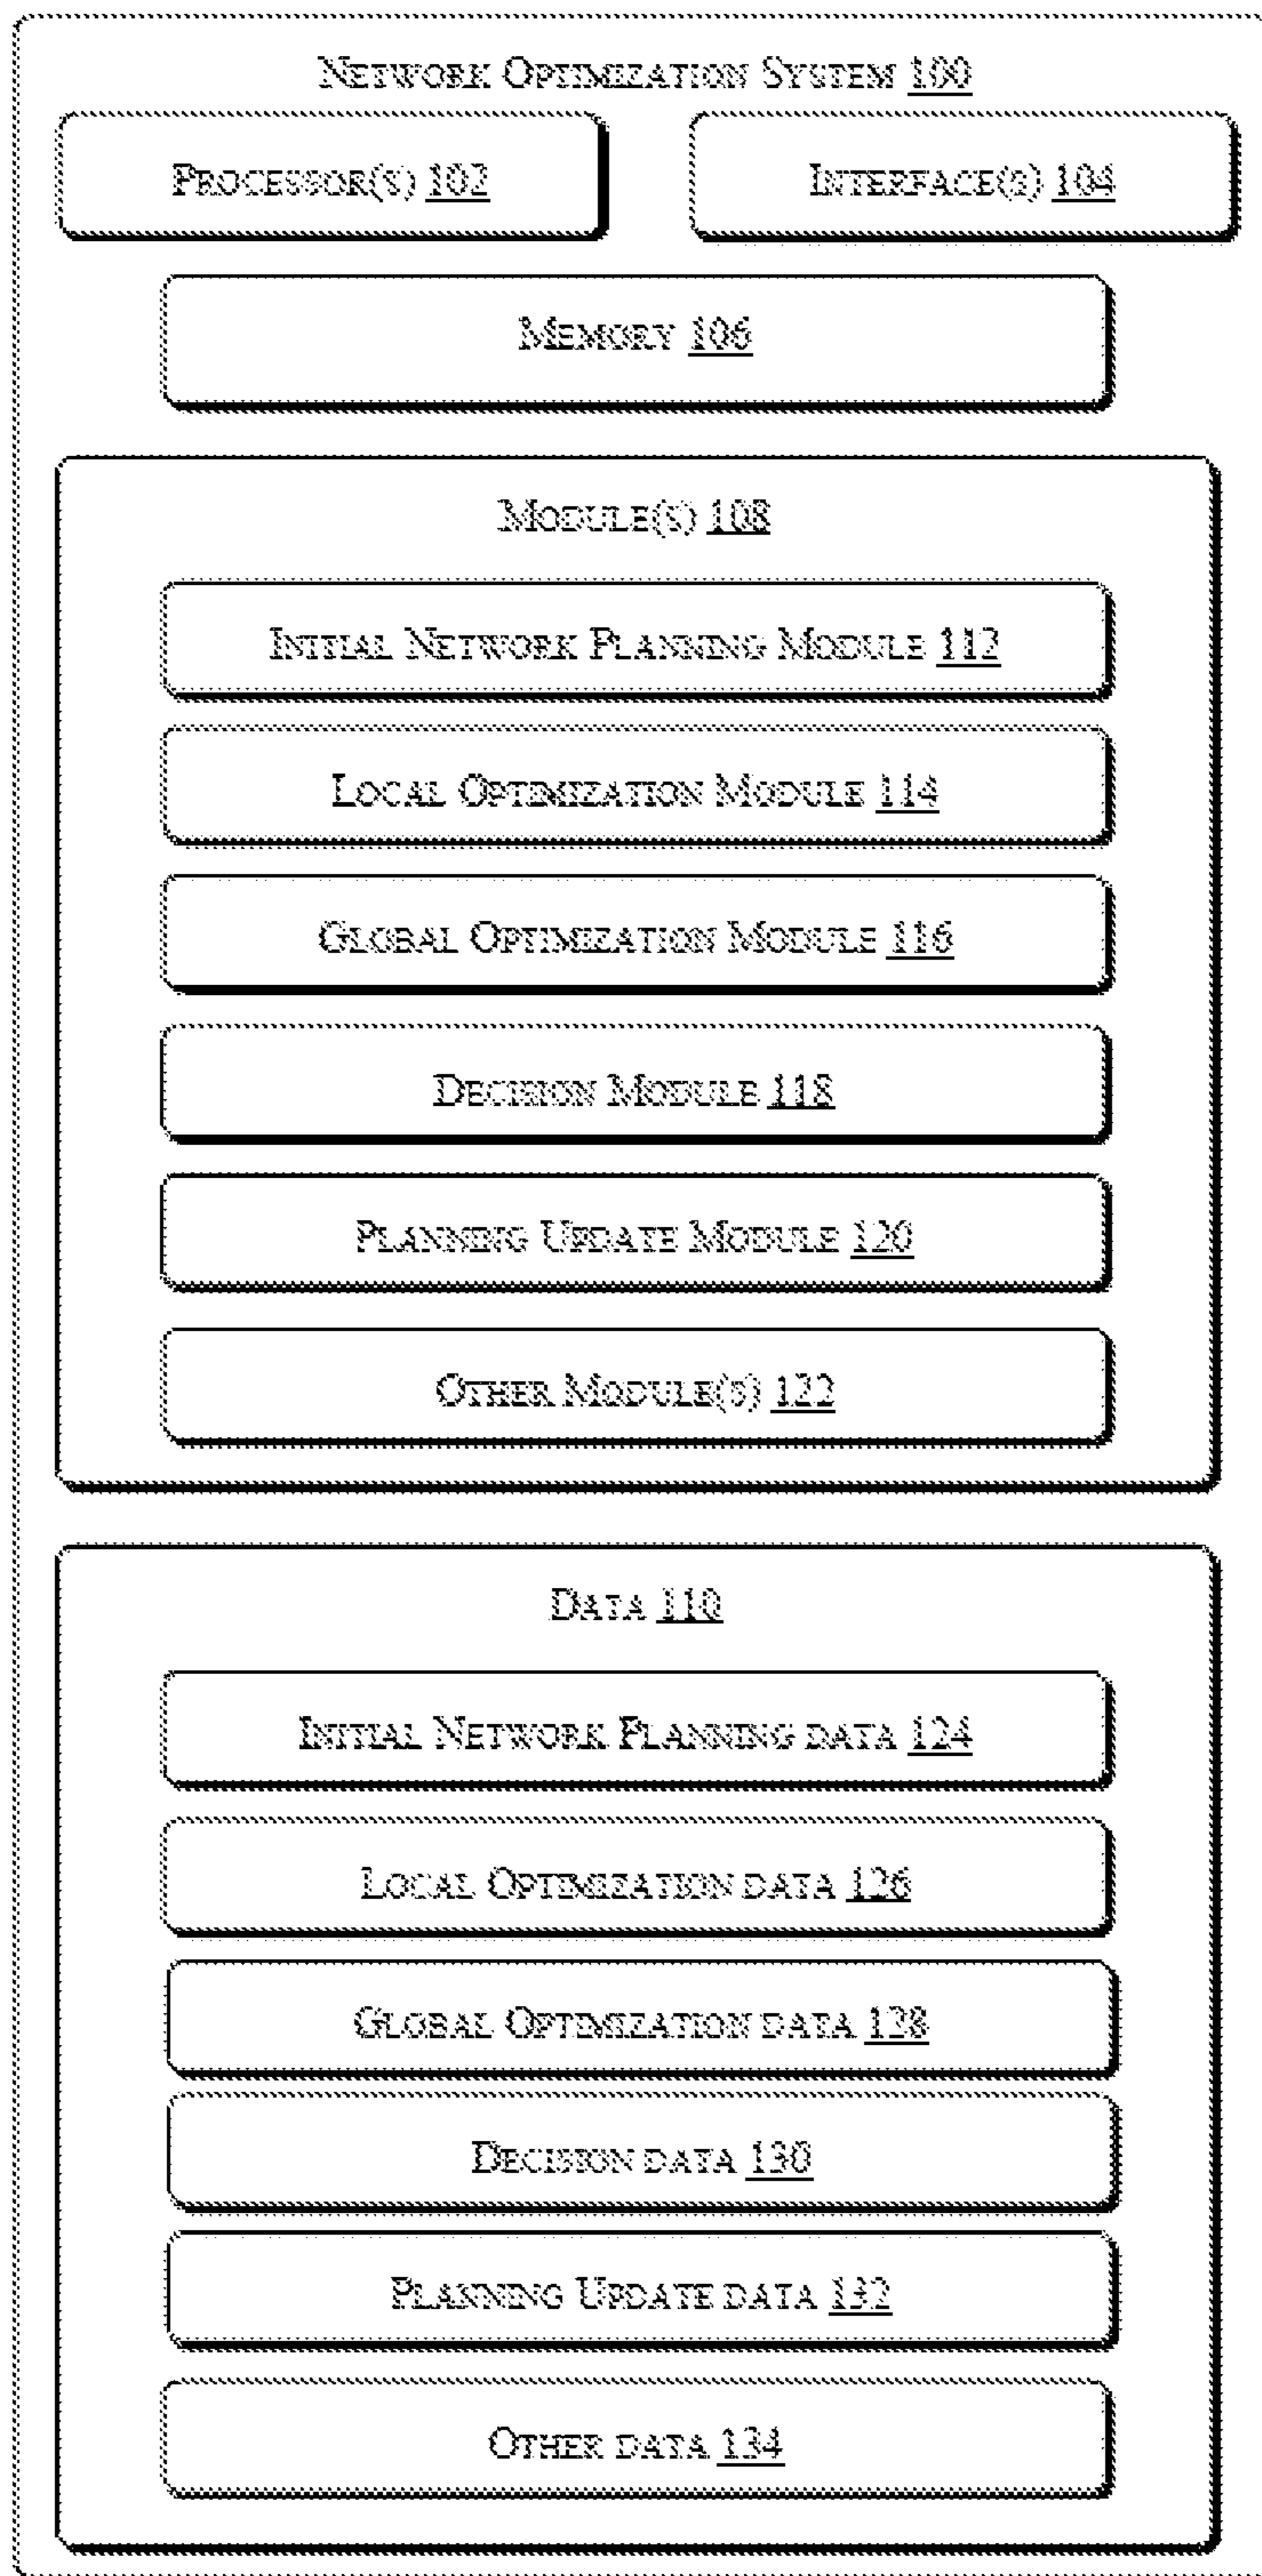 NETWORK OPTIMIZATION SYSTEM 100
PROCESSOR(S) 102
INTERFACE(S) 104
MEMORY 106
MODULE(S) 108
INITIAL NETWORK PLANNING MODULE 112
LOCAL OPTIMIZATION MODULE 114
GLOBAL OPTIMIZATION MODULE 116
DECISION MODULE 118
PLANNING UPDATE MODULE 120
OTHER MODULE(S) 122
DATA 110
INITIAL NETWORK PLANNING DATA 124
LOCAL OPTIMIZATION DATA 126
GLOBAL OPTIMIZATION DATA 128
DECISION DATA 130
PLANNING UPDATE DATA 132
OTHER DATA 134